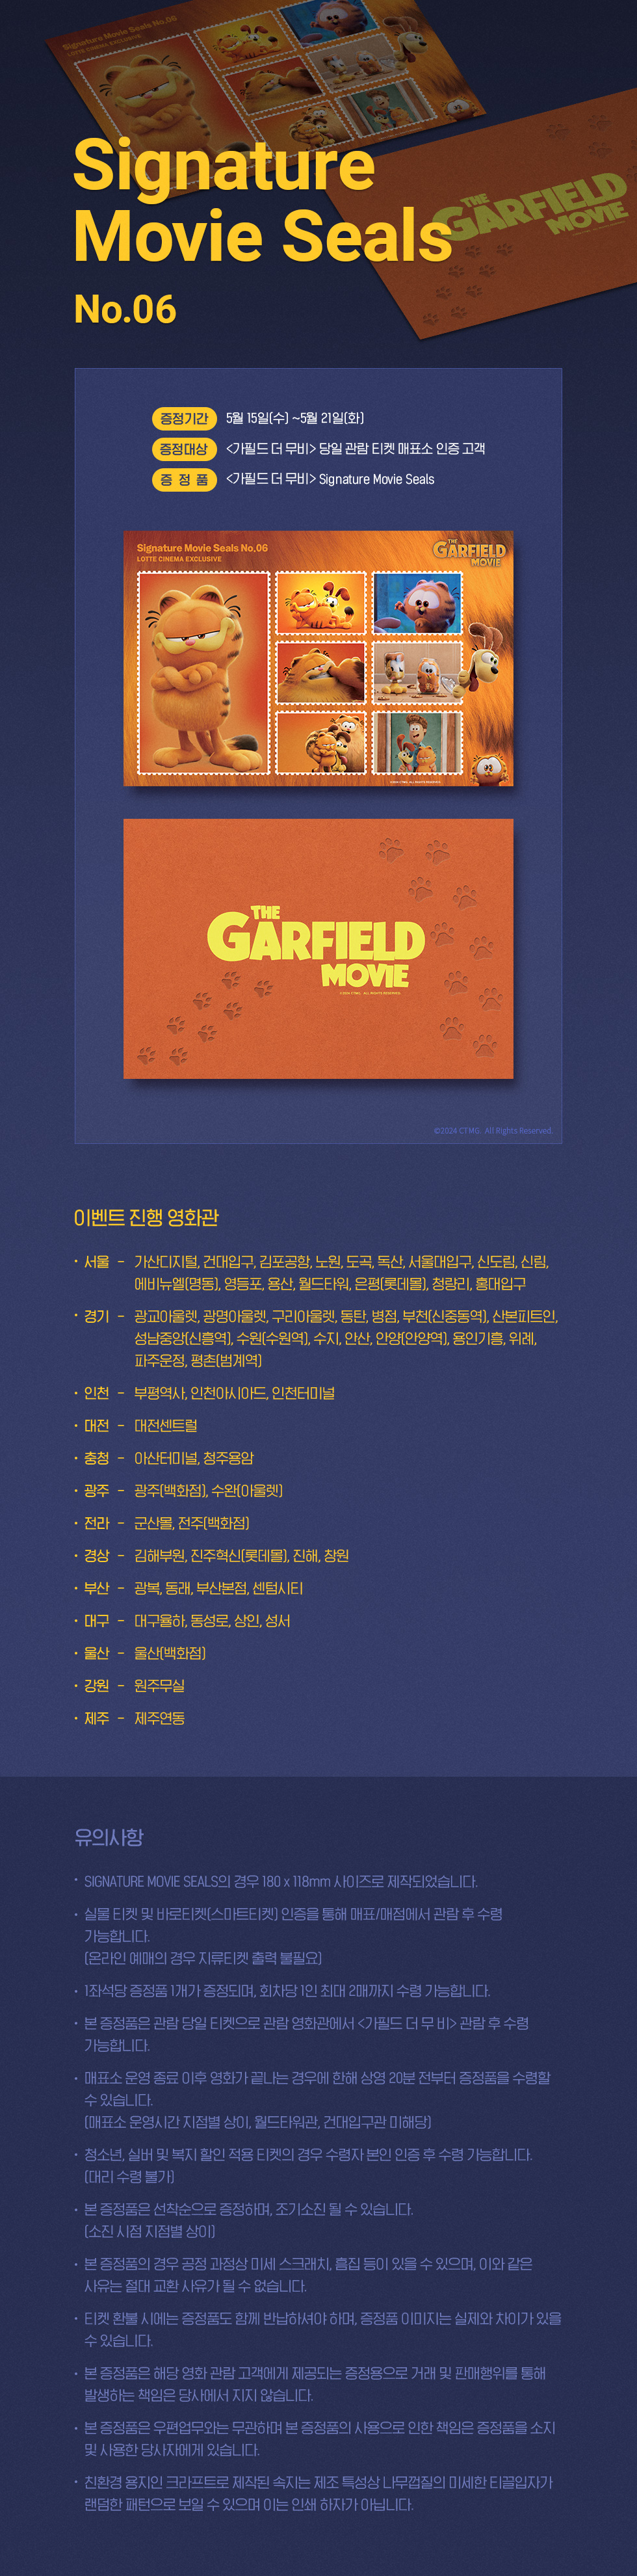 Signature Movie Seals No.06
LOTTE CINEMA EXCLUSIVE
THE
GARFIELD
MOVIE
Signature
Movie Seals
No.06
증정기간 5월 15일(수) ~5월 21일(화)
증정대상 <가필드 더 무비> 당일 관람 티켓 매표소 인증 고객
증 정 품 <가필드 더 무비> Signature Movie Seals
Signature Movie Seals No.06
LOTTE CINEMA EXCLUSIVE
THE
GARFIELD
MOVIE
THE
GARFIELD
MOVIE
©2024 CTMG. All Rights Reserved.
이벤트 진행 영화관
• 서울 – 가산디지털, 건대입구, 김포공항, 노원, 도곡, 독산, 서울대입구, 신도림, 신림,
에비뉴엘(명동), 영등포, 용산, 월드타워, 은평(롯데몰), 청량리, 홍대입구
• 경기 – 광교아울렛, 광명아울렛, 구리아울렛, 동탄, 병점, 부천(신중동역), 산본피트인,
성남중앙(신흥역), 수원(수원역), 수지, 안산, 안양(안양역), 용인기흥, 위례,
파주운정, 평촌(범계역)
• 인천 – 부평역사, 인천아시아드, 인천터미널
• 대전 – 대전센트럴
• 충청 – 아산터미널, 청주용암
• 광주 – 광주(백화점), 수완(아울렛)
• 전라 – 군산몰, 전주(백화점)
• 경상 – 김해부원, 진주혁신(롯데몰), 진해, 창원
• 부산 – 광복, 동래, 부산본점, 센텀시티
• 대구 – 대구율하, 동성로, 상인, 성서
• 울산 – 울산(백화점)
• 강원 – 원주무실
• 제주 – 제주연동
유의사항
• SIGNATURE MOVIE SEALS의 경우 180 x 118mm 사이즈로 제작되었습니다.
• 실물 티켓 및 바로티켓(스마트티켓) 인증을 통해 매표/매점에서 관람 후 수령
가능합니다.
(온라인 예매의 경우 지류티켓 출력 불필요)
• 1좌석당 증정품 1개가 증정되며, 회차당 1인 최대 2매까지 수령 가능합니다.
• 본 증정품은 관람 당일 티켓으로 관람 영화관에서 <가필드 더 무 비> 관람 후 수령
가능합니다.
• 매표소 운영 종료 이후 영화가 끝나는 경우에 한해 상영 20분 전부터 증정품을 수령할
수 있습니다.
(매표소 운영시간 지점별 상이, 월드타워관, 건대입구관 미해당)
• 청소년, 실버 및 복지 할인 적용 티켓의 경우 수령자 본인 인증 후 수령 가능합니다.
(대리 수령 불가)
• 본 증정품은 선착순으로 증정하며, 조기소진 될 수 있습니다.
(소진 시점 지점별 상이)
• 본 증정품의 경우 공정 과정상 미세 스크래치, 흠집 등이 있을 수 있으며, 이와 같은
사유는 절대 교환 사유가 될 수 없습니다.
• 티켓 환불 시에는 증정품도 함께 반납하셔야 하며, 증정품 이미지는 실제와 차이가 있을
수 있습니다.
• 본 증정품은 해당 영화 관람 고객에게 제공되는 증정용으로 거래 및 판매행위를 통해
발생하는 책임은 당사에서 지지 않습니다.
• 본 증정품은 우편업무와는 무관하며 본 증정품의 사용으로 인한 책임은 증정품을 소지
및 사용한 당사자에게 있습니다.
• 친환경 용지인 크라프트로 제작된 속지는 제조 특성상 나무껍질의 미세한 티끌입자가
랜덤한 패턴으로 보일 수 있으며 이는 인쇄 하자가 아닙니다.